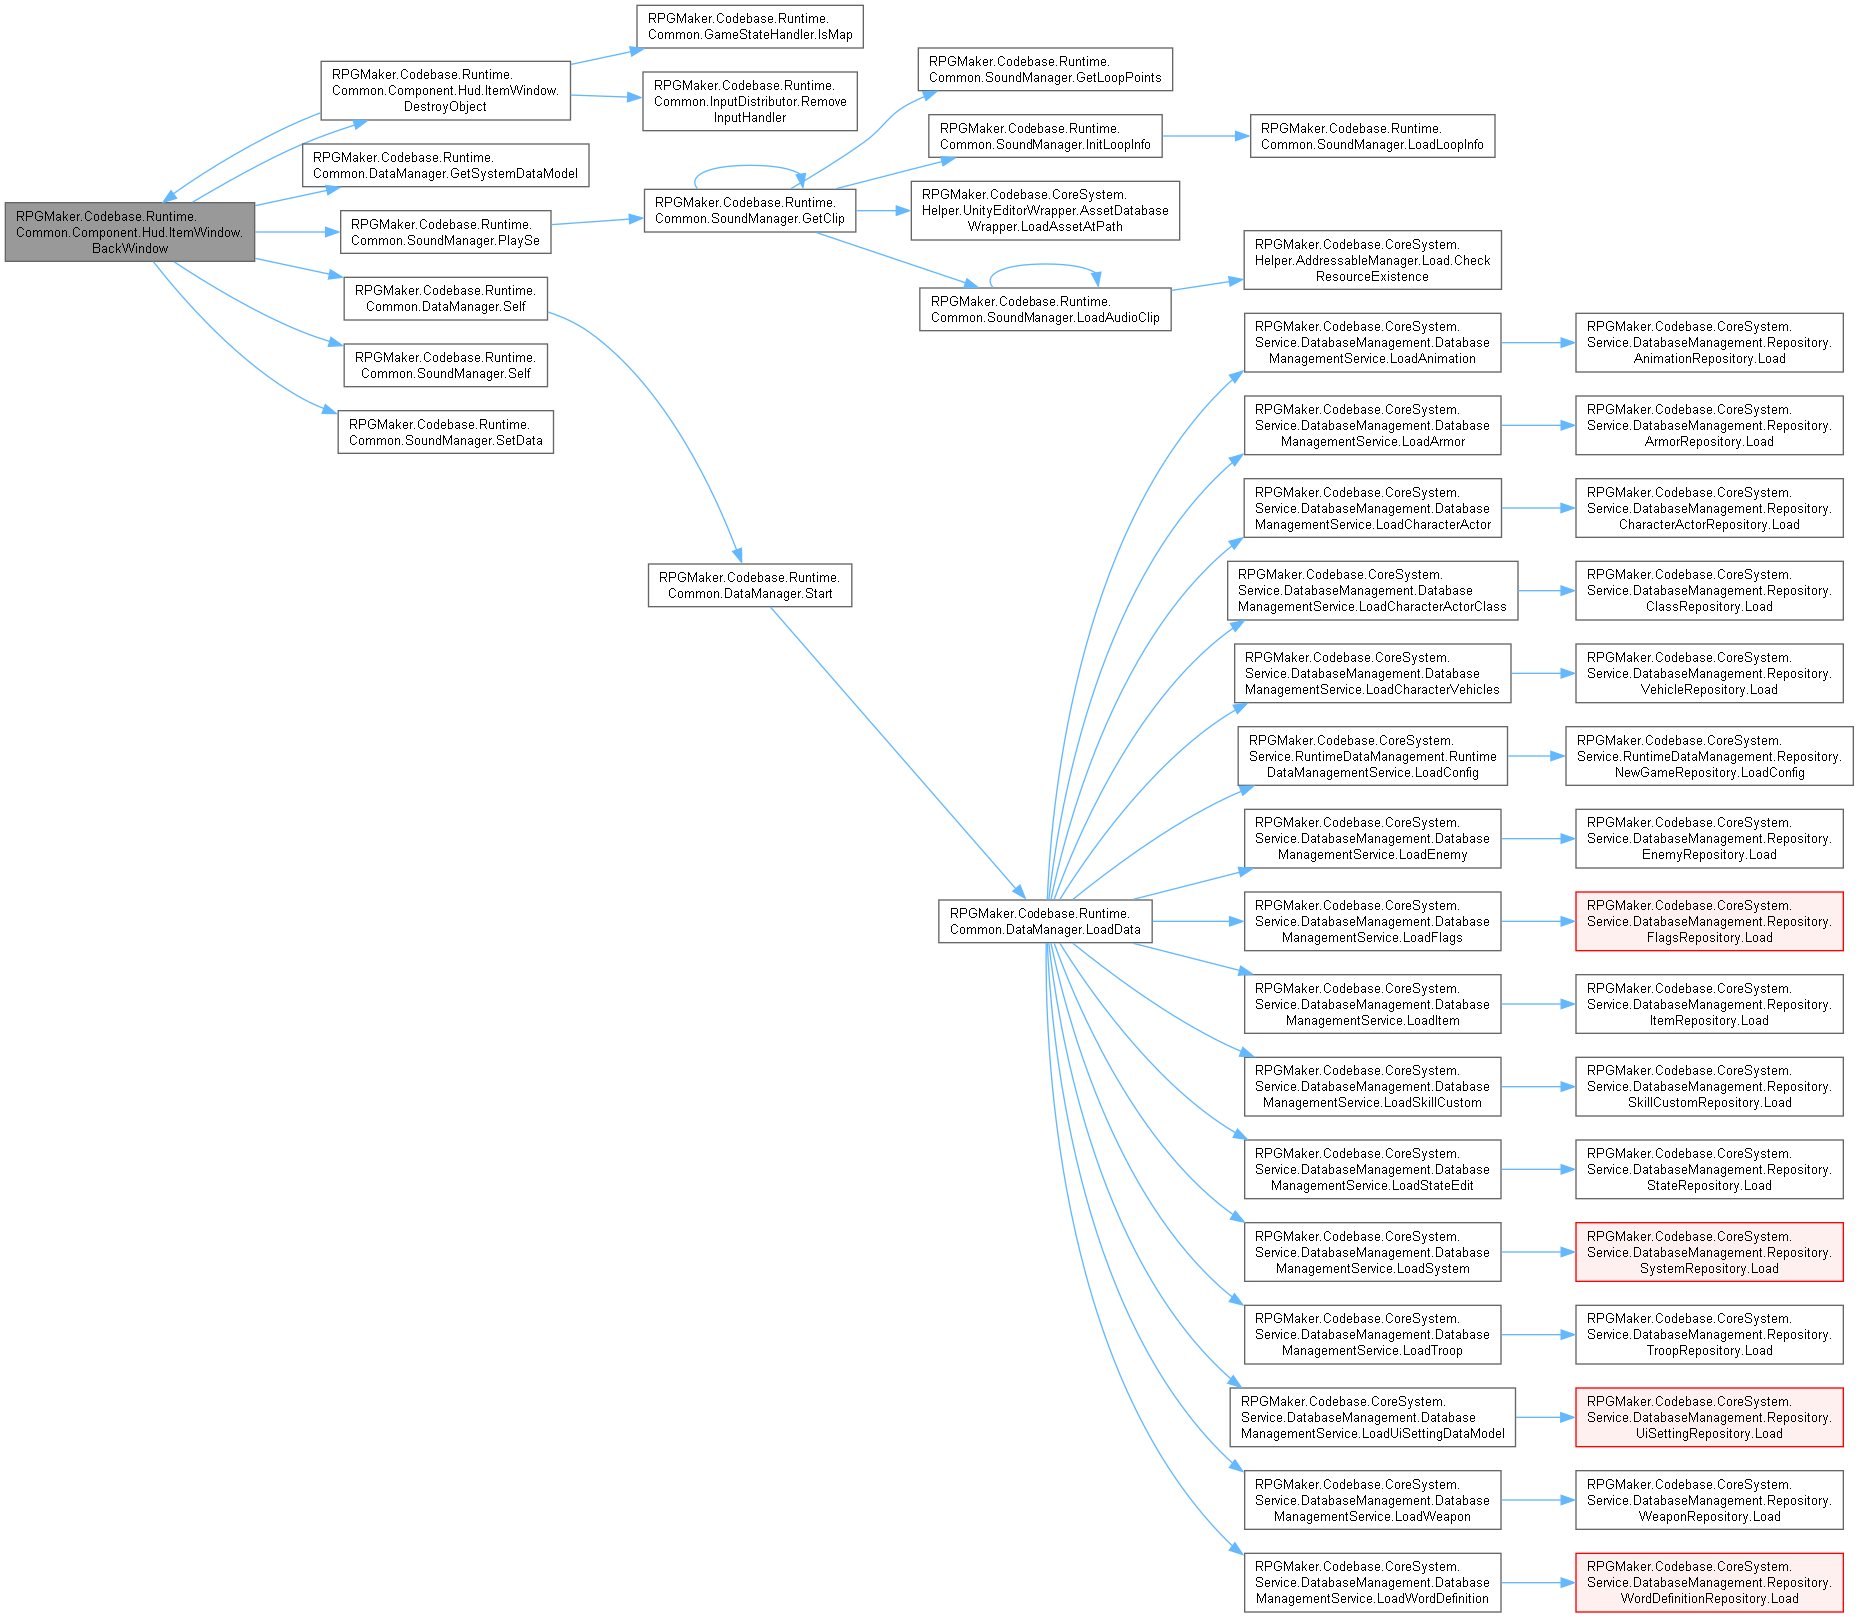 RPGMaker.Codebase.Runtime.
Common.Component.Hud.ItemWindow.
BackWindow
RPGMaker.Codebase.Runtime.
Common.Component.Hud.ItemWindow.
DestroyObject
RPGMaker.Codebase.Runtime.
Common.DataManager.GetSystemDataModel
RPGMaker.Codebase.Runtime.
Common.SoundManager.PlaySe
RPGMaker.Codebase.Runtime.
Common.DataManager.Self
RPGMaker.Codebase.Runtime.
Common.SoundManager.Self
RPGMaker.Codebase.Runtime.
Common.SoundManager.SetData
RPGMaker.Codebase.Runtime.
Common.GameStateHandler.IsMap
RPGMaker.Codebase.Runtime.
Common.InputDistributor.Remove
InputHandler
RPGMaker.Codebase.Runtime.
Common.SoundManager.GetClip
RPGMaker.Codebase.Runtime.
Common.DataManager.Start
RPGMaker.Codebase.Runtime.
Common.SoundManager.GetLoopPoints
RPGMaker.Codebase.Runtime.
Common.SoundManager.InitLoopInfo
RPGMaker.Codebase.CoreSystem.
Helper.UnityEditorWrapper.AssetDatabase
Wrapper.LoadAssetAtPath
RPGMaker.Codebase.Runtime.
Common.SoundManager.LoadAudioClip
RPGMaker.Codebase.Runtime.
Common.DataManager.LoadData
RPGMaker.Codebase.Runtime.
Common.SoundManager.LoadLoopInfo
RPGMaker.Codebase.CoreSystem.
Helper.AddressableManager.Load.Check
ResourceExistence
RPGMaker.Codebase.CoreSystem.
Service.DatabaseManagement.Database
ManagementService.LoadAnimation
RPGMaker.Codebase.CoreSystem.
Service.DatabaseManagement.Repository.
AnimationRepository.Load
RPGMaker.Codebase.CoreSystem.
Service.DatabaseManagement.Database
ManagementService.LoadArmor
RPGMaker.Codebase.CoreSystem.
Service.DatabaseManagement.Repository.
ArmorRepository.Load
RPGMaker.Codebase.CoreSystem.
Service.DatabaseManagement.Database
ManagementService.LoadCharacterActor
RPGMaker.Codebase.CoreSystem.
Service.DatabaseManagement.Repository.
CharacterActorRepository.Load
RPGMaker.Codebase.CoreSystem.
Service.DatabaseManagement.Database
ManagementService.LoadCharacterActorClass
RPGMaker.Codebase.CoreSystem.
Service.DatabaseManagement.Repository.
ClassRepository.Load
RPGMaker.Codebase.CoreSystem.
Service.DatabaseManagement.Database
ManagementService.LoadCharacterVehicles
RPGMaker.Codebase.CoreSystem.
Service.DatabaseManagement.Repository.
VehicleRepository.Load
RPGMaker.Codebase.CoreSystem.
Service.RuntimeDataManagement.Runtime
DataManagementService.LoadConfig
RPGMaker.Codebase.CoreSystem.
Service.RuntimeDataManagement.Repository.
NewGameRepository.LoadConfig
RPGMaker.Codebase.CoreSystem.
Service.DatabaseManagement.Database
ManagementService.LoadEnemy
RPGMaker.Codebase.CoreSystem.
Service.DatabaseManagement.Repository.
EnemyRepository.Load
RPGMaker.Codebase.CoreSystem.
Service.DatabaseManagement.Database
ManagementService.LoadFlags
RPGMaker.Codebase.CoreSystem.
Service.DatabaseManagement.Repository.
FlagsRepository.Load
RPGMaker.Codebase.CoreSystem.
Service.DatabaseManagement.Database
ManagementService.LoadItem
RPGMaker.Codebase.CoreSystem.
Service.DatabaseManagement.Repository.
ItemRepository.Load
RPGMaker.Codebase.CoreSystem.
Service.DatabaseManagement.Database
ManagementService.LoadSkillCustom
RPGMaker.Codebase.CoreSystem.
Service.DatabaseManagement.Repository.
SkillCustomRepository.Load
RPGMaker.Codebase.CoreSystem.
Service.DatabaseManagement.Database
ManagementService.LoadStateEdit
RPGMaker.Codebase.CoreSystem.
Service.DatabaseManagement.Repository.
StateRepository.Load
RPGMaker.Codebase.CoreSystem.
Service.DatabaseManagement.Database
ManagementService.LoadSystem
RPGMaker.Codebase.CoreSystem.
Service.DatabaseManagement.Repository.
SystemRepository.Load
RPGMaker.Codebase.CoreSystem.
Service.DatabaseManagement.Database
ManagementService.LoadTroop
RPGMaker.Codebase.CoreSystem.
Service.DatabaseManagement.Repository.
TroopRepository.Load
RPGMaker.Codebase.CoreSystem.
Service.DatabaseManagement.Database
ManagementService.LoadUiSettingDataModel
RPGMaker.Codebase.CoreSystem.
Service.DatabaseManagement.Repository.
UiSettingRepository.Load
RPGMaker.Codebase.CoreSystem.
Service.DatabaseManagement.Database
ManagementService.LoadWeapon
RPGMaker.Codebase.CoreSystem.
Service.DatabaseManagement.Repository.
WeaponRepository.Load
RPGMaker.Codebase.CoreSystem.
Service.DatabaseManagement.Database
ManagementService.LoadWordDefinition
RPGMaker.Codebase.CoreSystem.
Service.DatabaseManagement.Repository.
WordDefinitionRepository.Load